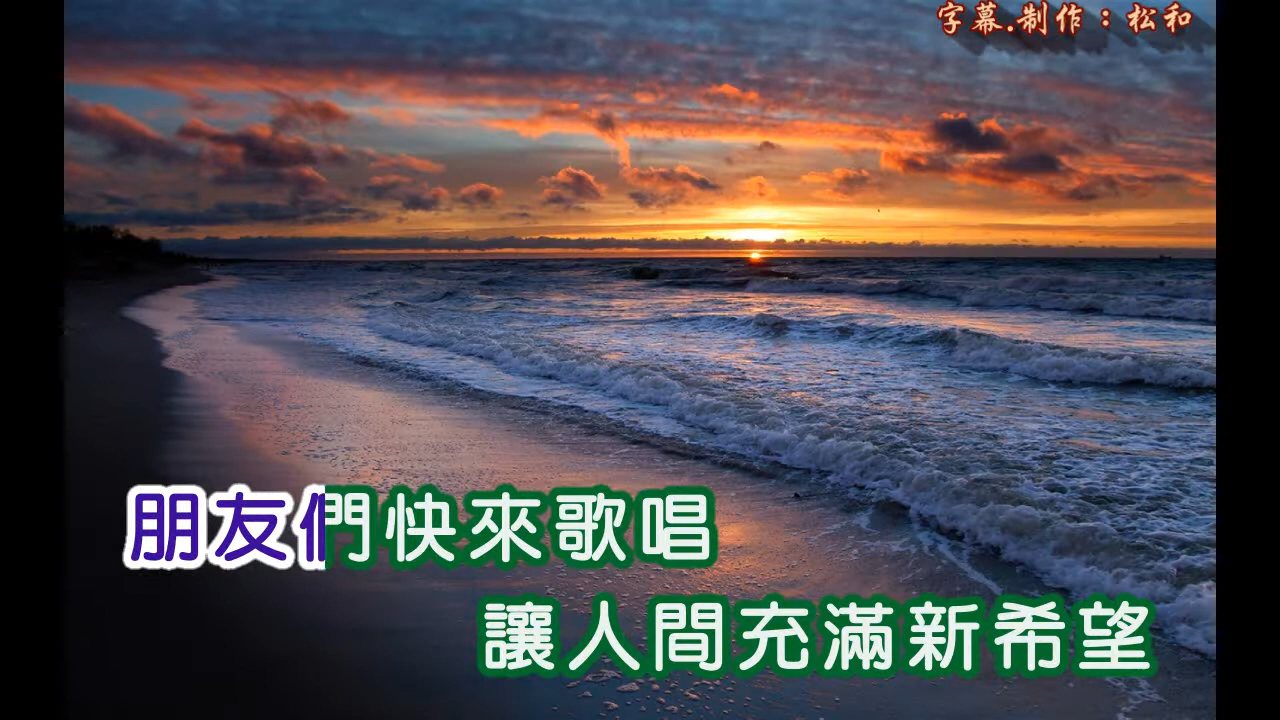 字幕.制作：松和
朋友們快來歌唱
讓人間充滿新希望